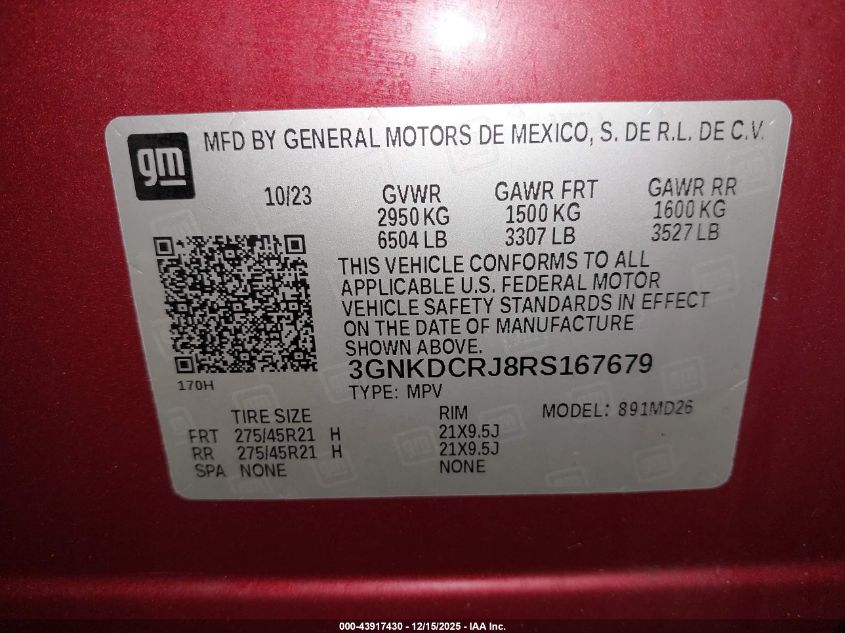 gm
MFD BY GENERAL MOTORS DE MEXICO, S. DE R.L. DE C.V.
10/23 GVWR GAWR FRT GAWR RR
2950 KG 1500 KG 1600 KG
6504 LB 3307 LB 3527 LB
THIS VEHICLE CONFORMS TO ALL
APPLICABLE U.S. FEDERAL MOTOR
VEHICLE SAFETY STANDARDS IN EFFECT
ON THE DATE OF MANUFACTURE
SHOWN ABOVE.
3GNKDCRJ8RS167679
170H TYPE: MPV
TIRE SIZE RIM MODEL: 891MD26
FRT 275/45R21 H 21X9.5J
RR 275/45R21 H 21X9.5J
SPA NONE NONE
000-43917430 - 12/15/2025 - IAA Inc.